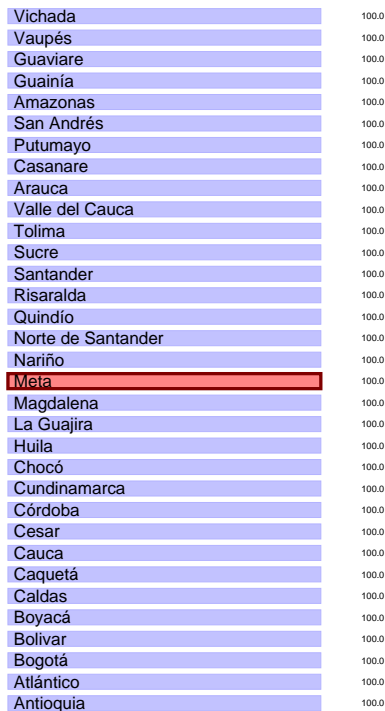 Vichada 100.0
Vaupés 100.0
Guaviare 100.0
Guainía 100.0
Amazonas 100.0
San Andrés 100.0
Putumayo 100.0
Casanare 100.0
Arauca 100.0
Valle del Cauca 100.0
Tolima 100.0
Sucre 100.0
Santander 100.0
Risaralda 100.0
Quindío 100.0
Norte de Santander 100.0
Nariño 100.0
Meta 100.0
Magdalena 100.0
La Guajira 100.0
Huila 100.0
Chocó 100.0
Cundinamarca 100.0
Córdoba 100.0
Cesar 100.0
Cauca 100.0
Caquetá 100.0
Caldas 100.0
Boyacá 100.0
Bolivar 100.0
Bogotá 100.0
Atlántico 100.0
Antioquia 100.0